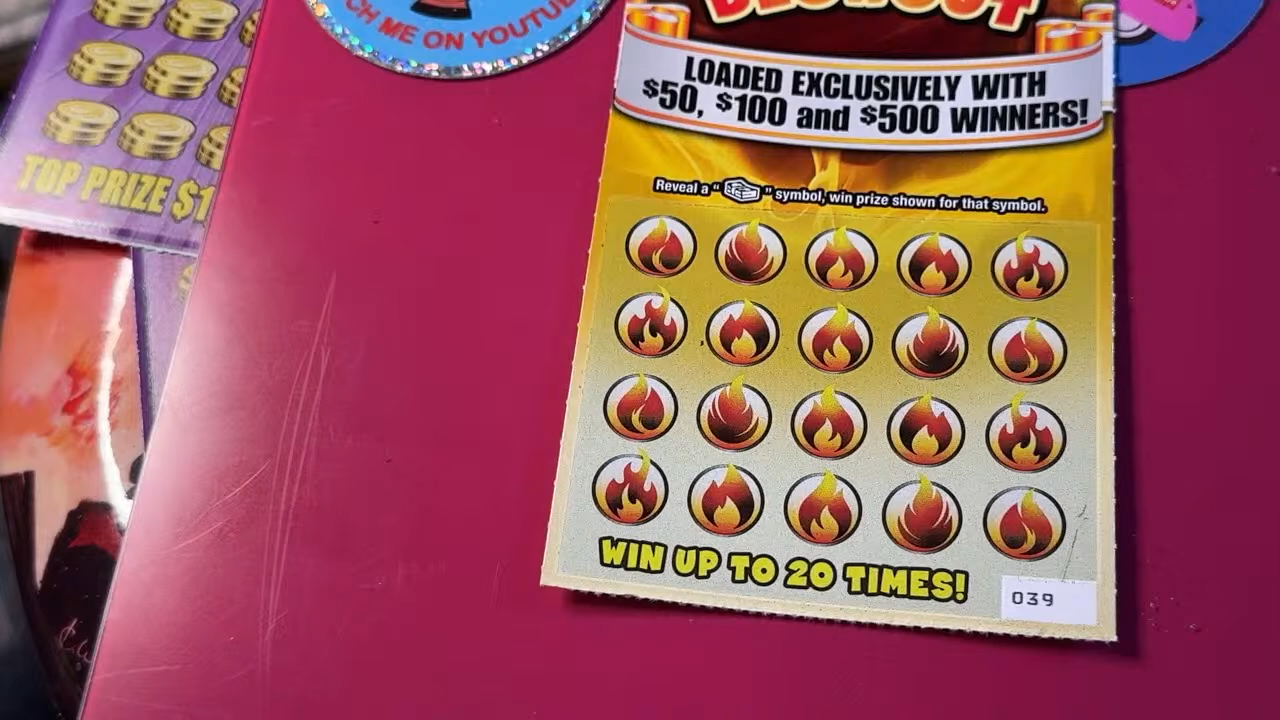 CH ME ON YOUTUBE
LOADED EXCLUSIVELY WITH
$50, $100 and $500 WINNERS!
Reveal a " " symbol, win prize shown for that symbol.
TOP PRIZE $1
WIN UP TO 20 TIMES!
039